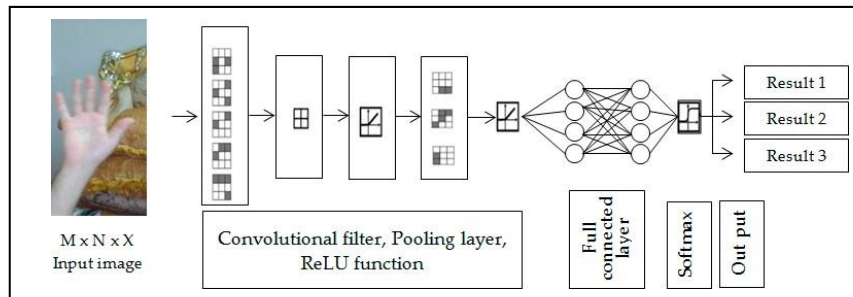 Result 1
Result 2
Result 3
M x N x X
Input image
Convolutional filter, Pooling layer,
ReLU function
Full
connected
layer
Softmax
Out put